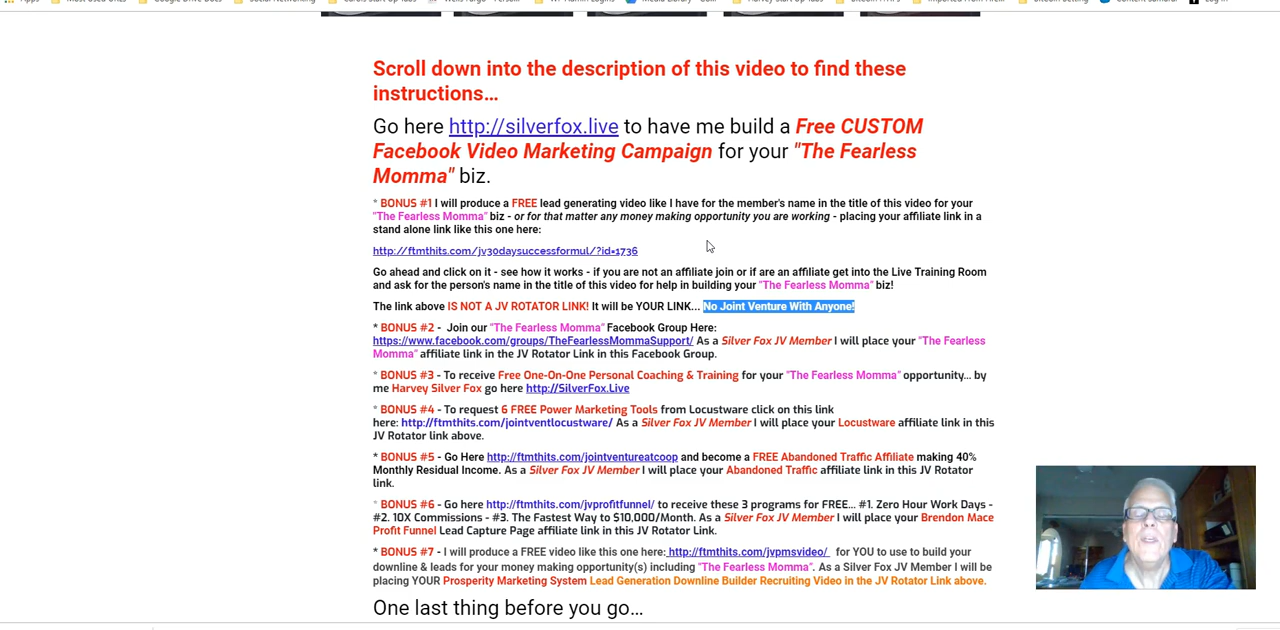 Scroll down into the description of this video to find these
instructions...
Go here http://silverfox.live to have me build a Free CUSTOM
Facebook Video Marketing Campaign for your "The Fearless
Momma" biz.
* BONUS #1 I will produce a FREE lead generating video like I have for the member's name in the title of this video for your
"The Fearless Momma" biz - or for that matter any money making opportunity you are working - placing your affiliate link in a
stand alone link like this one here:
http://ftmthits.com/jv30daysuccessformul/?id=1736
Go ahead and click on it - see how it works - if you are not an affiliate join or if are an affiliate get into the Live Training Room
and ask for the person's name in the title of this video for help in building your "The Fearless Momma" biz!
The link above IS NOT A JV ROTATOR LINK! It will be YOUR LINK... No Joint Venture With Anyone!
* BONUS #2 - Join our "The Fearless Momma" Facebook Group Here:
https://www.facebook.com/groups/TheFearlessMommaSupport/ As a Silver Fox JV Member I will place your "The Fearless
Momma" affiliate link in the JV Rotator Link in this Facebook Group.
* BONUS #3 - To receive Free One-On-One Personal Coaching & Training for your "The Fearless Momma" opportunity... by
me Harvey Silver Fox go here http://SilverFox.Live
* BONUS #4 - To request 6 FREE Power Marketing Tools from Locustware click on this link
here: http://ftmthits.com/jointventlocustware/ As a Silver Fox JV Member I will place your Locustware affiliate link in this
JV Rotator link above.
* BONUS #5 - Go Here http://ftmthits.com/jointventureatcoop and become a FREE Abandoned Traffic Affiliate making 40%
Monthly Residual Income. As a Silver Fox JV Member I will place your Abandoned Traffic affiliate link in this JV Rotator
link.
* BONUS #6 - Go here http://ftmthits.com/jvprofitfunnel/ to receive these 3 programs for FREE... #1. Zero Hour Work Days -
#2. 10X Commissions - #3. The Fastest Way to $10,000/Month. As a Silver Fox JV Member I will place your Brendon Mace
Profit Funnel Lead Capture Page affiliate link in this JV Rotator Link.
* BONUS #7 - I will produce a FREE video like this one here: http://ftmthits.com/jvpmsvideo/ for YOU to use to build your
downline & leads for your money making opportunity(s) including "The Fearless Momma". As a Silver Fox JV Member I will be
placing YOUR Prosperity Marketing System Lead Generation Downline Builder Recruiting Video in the JV Rotator Link above.
One last thing before you go...